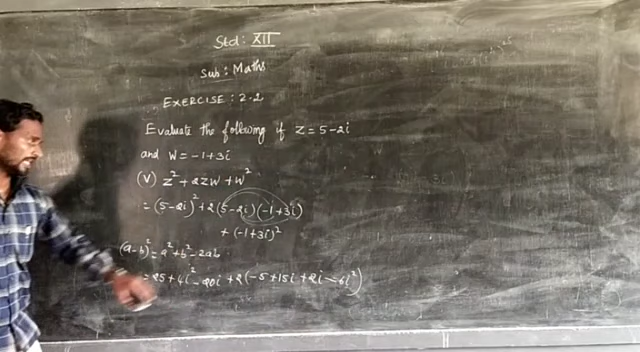 Std: XII
Sub: Maths
EXERCISE: 2.2
Evaluate the following if z = 5-2i
and w = -1+3i
(v) z² + 2zw + w²
= (5-2i)² + 2(5-2i)(-1+3i)
+ (-1+3i)²
(a-b)² = a²+b²-2ab
= 25+4i²-20i+2(-5+15i+2i-6i²)